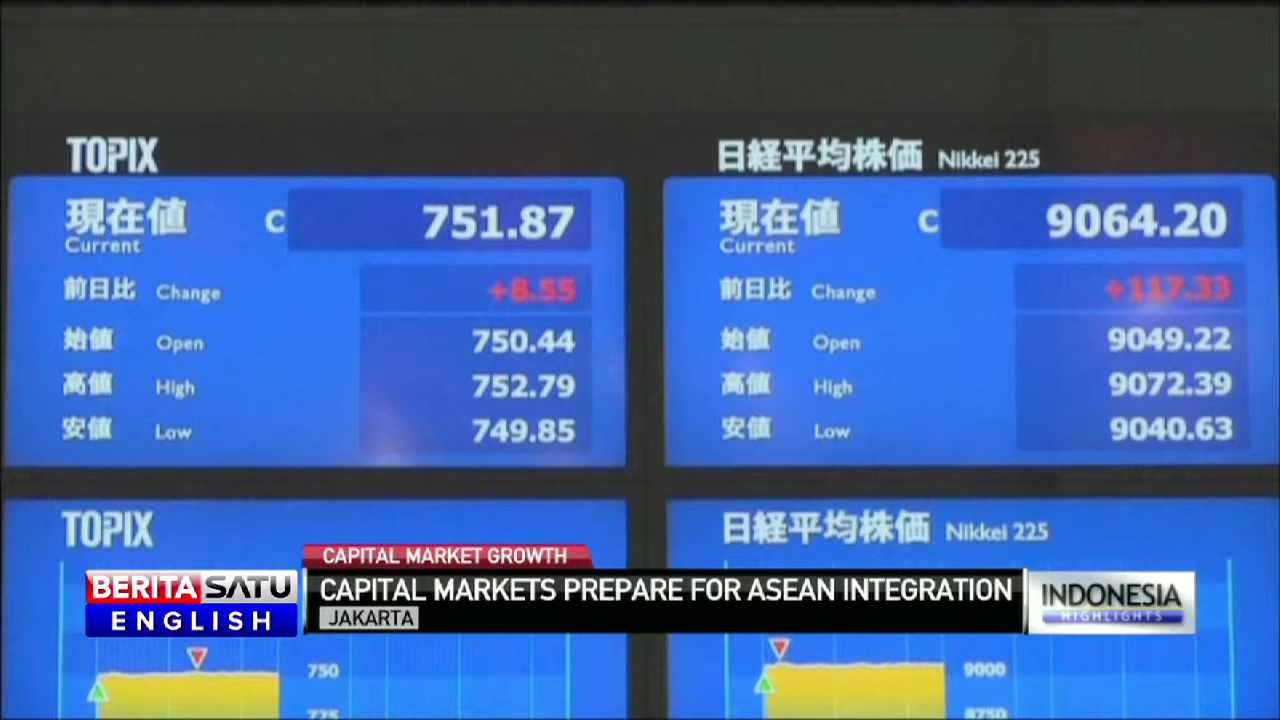 TOPIX
現在値 C 751.87
Current
前日比 Change +8.55
始値 Open 750.44
高値 High 752.79
安値 Low 749.85
日経平均株価 Nikkei 225
現在値 C 9064.20
Current
前日比 Change +117.33
始値 Open 9049.22
高値 High 9072.39
安値 Low 9040.63
TOPIX
750
725
日経平均株価 Nikkei 225
9000
8750
CAPITAL MARKET GROWTH
BERITA SATU
ENGLISH
CAPITAL MARKETS PREPARE FOR ASEAN INTEGRATION
JAKARTA
INDONESIA
HIGHLIGHTS